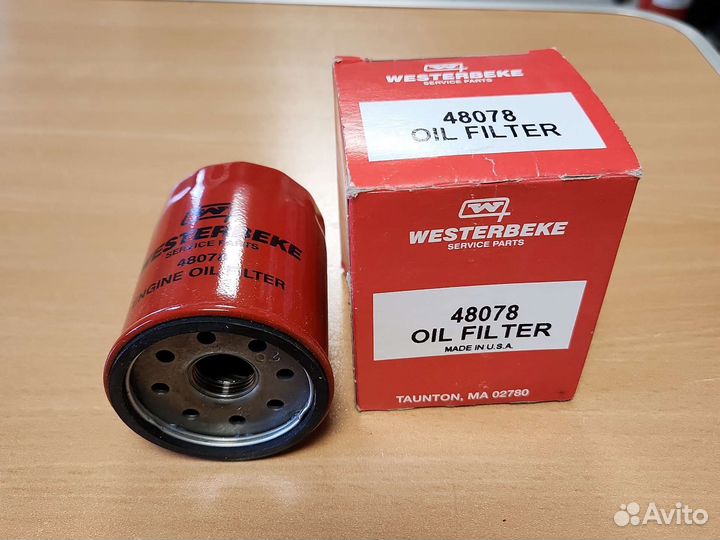 WESTERBEKE
SERVICE PARTS
48078
OIL FILTER
WESTERBEKE
SERVICE PARTS
48078
OIL FILTER
MADE IN U.S.A.
TAUNTON, MA 02780
WESTERBEKE
SERVICE PARTS
48078
ENGINE OIL FILTER
Avito